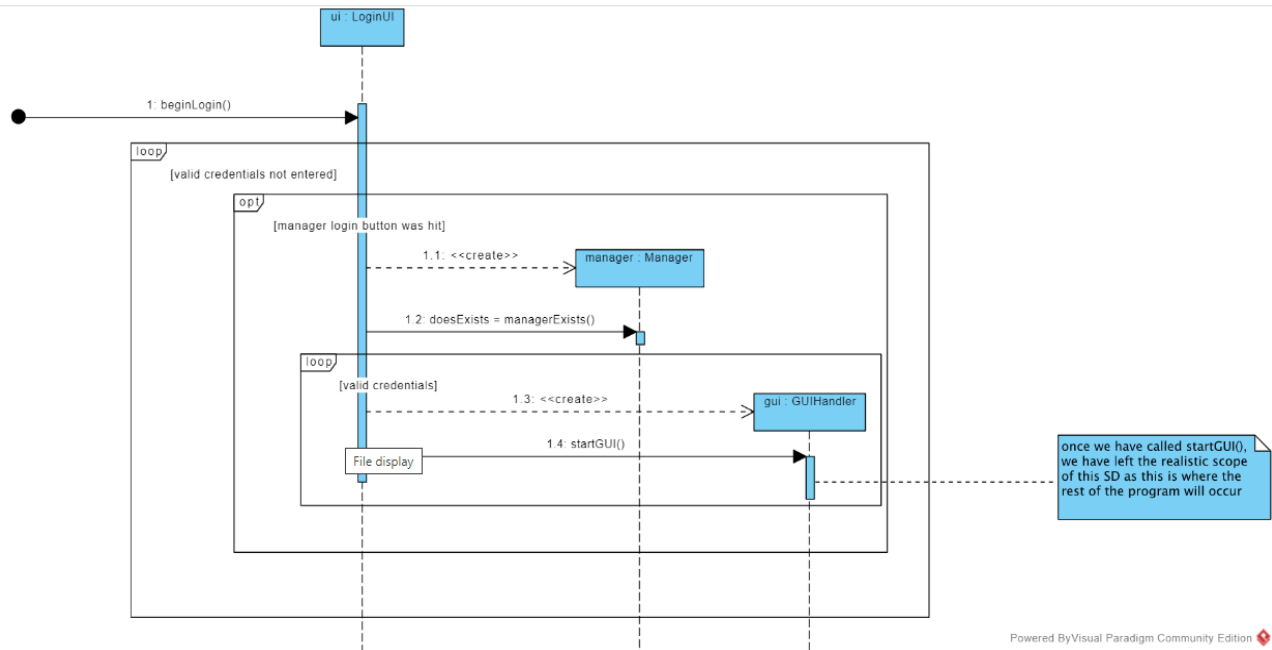 ui : LoginUI
1: beginLogin()
loop
[valid credentials not entered]
opt
[manager login button was hit]
1.1: <<create>>
manager : Manager
1.2: doesExists = managerExists()
loop
[valid credentials]
1.3: <<create>>
gui : GUIHandler
1.4: startGUI()
File display
once we have called startGUI(),
we have left the realistic scope
of this SD as this is where the
rest of the program will occur
Powered ByVisual Paradigm Community Edition